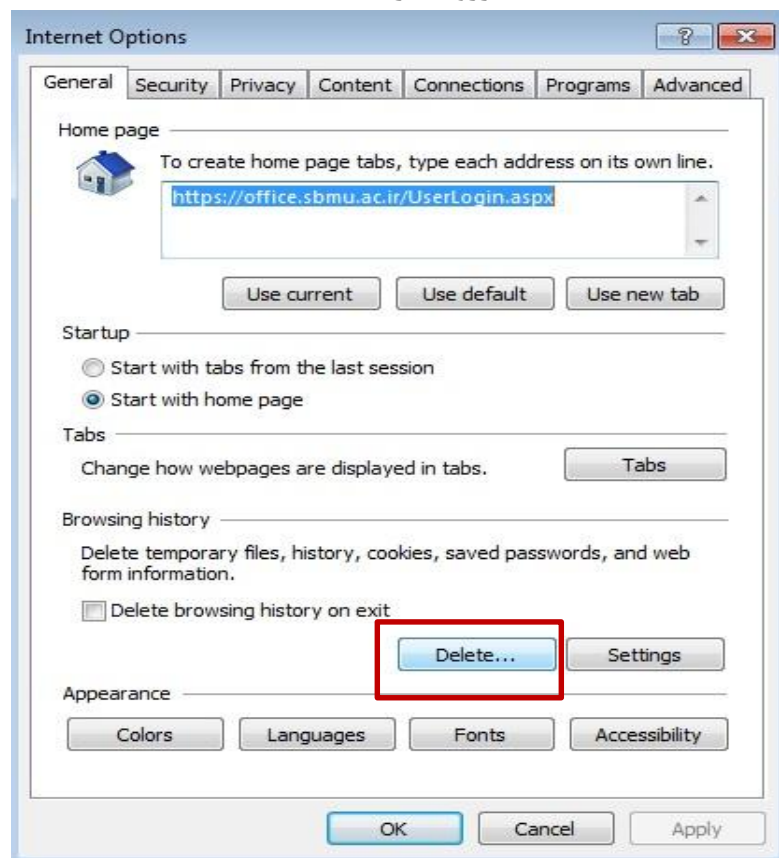 Internet Options
General Security Privacy Content Connections Programs Advanced
Home page
To create home page tabs, type each address on its own line.
https://office.sbmu.ac.ir/UserLogin.aspx
Use current Use default Use new tab
Startup
Start with tabs from the last session
Start with home page
Tabs
Change how webpages are displayed in tabs. Tabs
Browsing history
Delete temporary files, history, cookies, saved passwords, and web
form information.
Delete browsing history on exit
Delete... Settings
Appearance
Colors Languages Fonts Accessibility
OK Cancel Apply